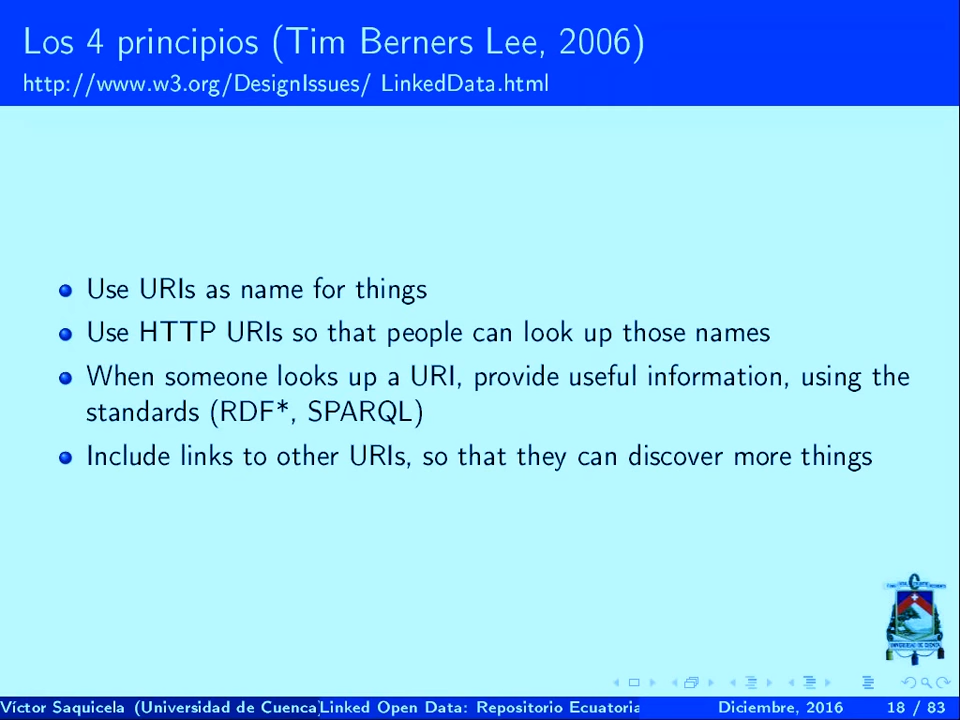 Los 4 principios (Tim Berners Lee, 2006)
http://www.w3.org/DesignIssues/ LinkedData.html
Use URIs as name for things
Use HTTP URIs so that people can look up those names
When someone looks up a URI, provide useful information, using the
standards (RDF*, SPARQL)
Include links to other URIs, so that they can discover more things
Víctor Saquicela (Universidad de Cuenca) Linked Open Data: Repositorio Ecuatoria Diciembre, 2016 18 / 83